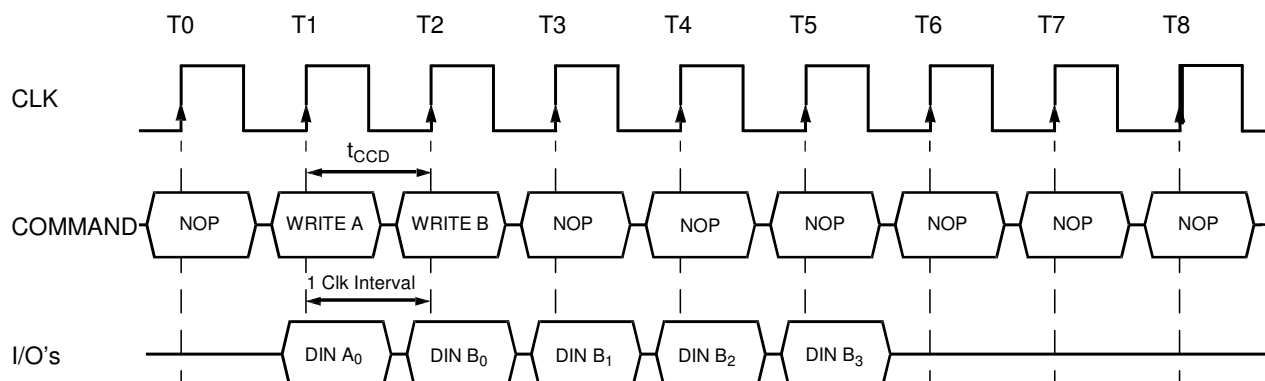 T0 T1 T2 T3 T4 T5 T6 T7 T8
CLK
tCCD
COMMAND NOP WRITE A WRITE B NOP NOP NOP NOP NOP NOP
1 Clk Interval
I/O's DIN A0 DIN B0 DIN B1 DIN B2 DIN B3